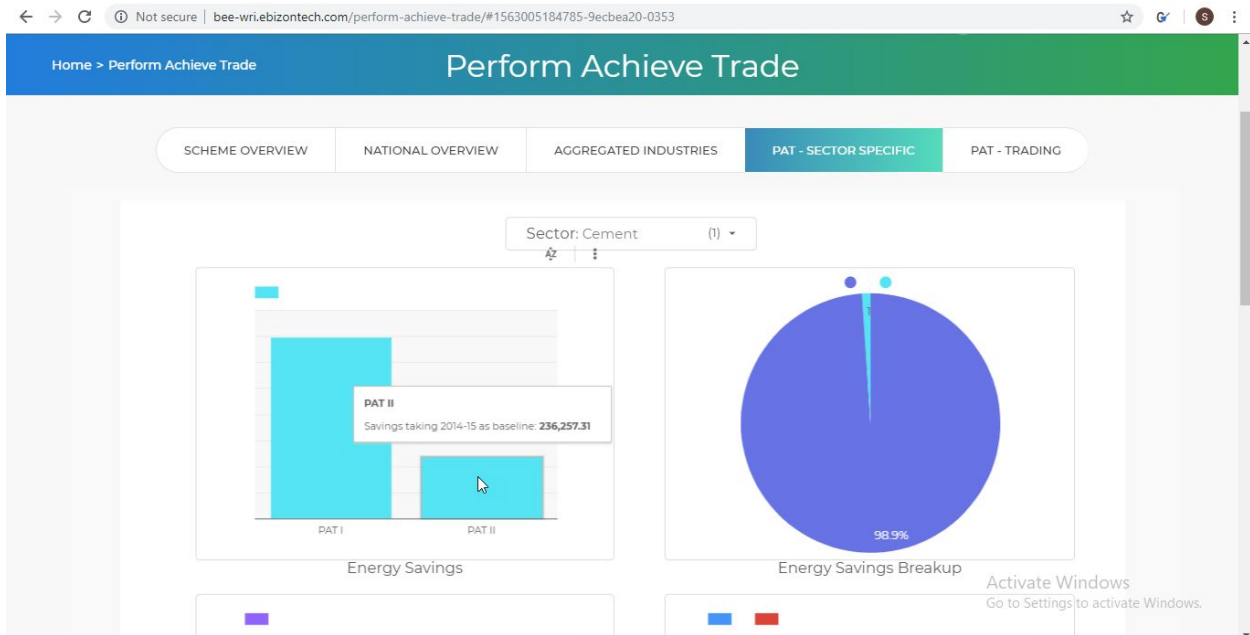 Not secure | bee-wri.ebizontech.com/perform-achieve-trade/#1563005184785-9ecbea20-0353
S
Home > Perform Achieve Trade
Perform Achieve Trade
SCHEME OVERVIEW
NATIONAL OVERVIEW
AGGREGATED INDUSTRIES
PAT - SECTOR SPECIFIC
PAT - TRADING
Sector: Cement (1)
AZ
PAT II
Savings taking 2014-15 as baseline: 236,257.31
PAT I
PAT II
Energy Savings
98.9%
Energy Savings Breakup
Activate Windows
Go to Settings to activate Windows.